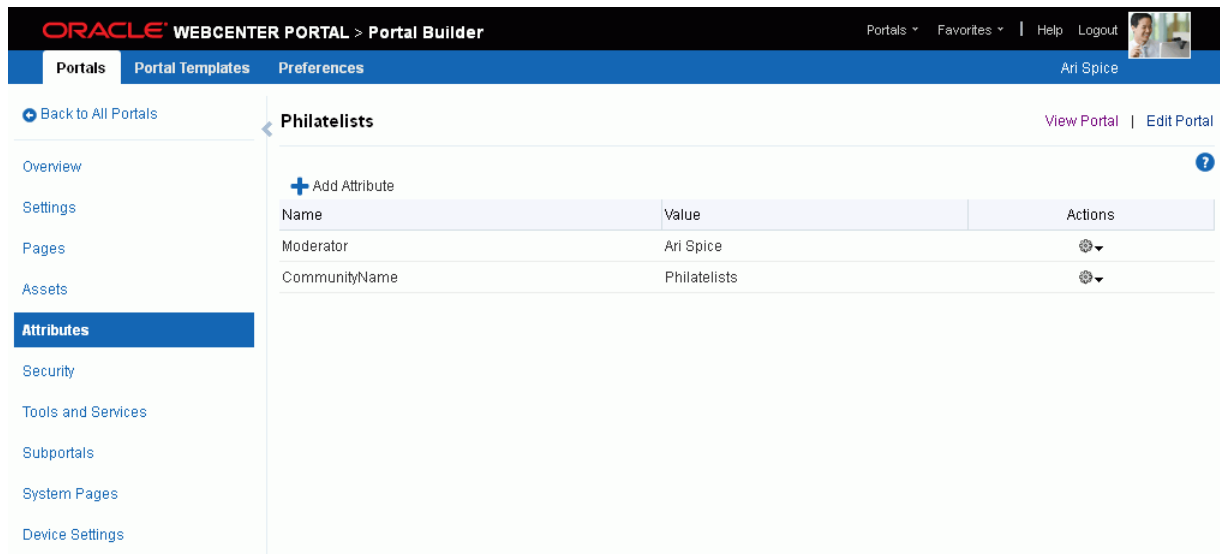 ORACLE WEBCENTER PORTAL > Portal Builder Portals Favorites | Help Logout
Portals Portal Templates Preferences Ari Spice
Back to All Portals
Philatelists View Portal | Edit Portal
Overview
?
Add Attribute
Settings
Name Value Actions
Pages
Moderator Ari Spice
Assets
CommunityName Philatelists
Attributes
Security
Tools and Services
Subportals
System Pages
Device Settings